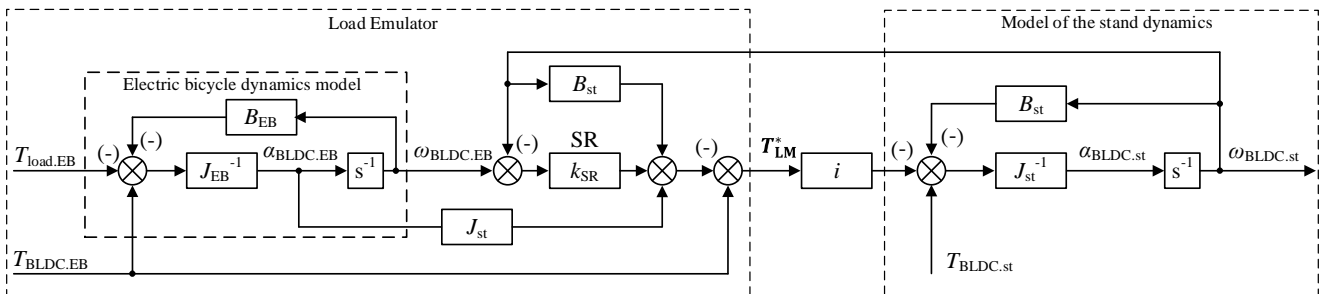 Load Emulator
Model of the stand dynamics
Electric bicycle dynamics model
B_EB
B_st
B_st
(-)
(-)
SR
(-)
(-)
(-)
(-)
(-)
T_load.EB
J_EB^-1
α_BLDC.EB
s^-1
ω_BLDC.EB
k_SR
T*_LM
i
J_st^-1
α_BLDC.st
s^-1
ω_BLDC.st
J_st
T_BLDC.EB
T_BLDC.st